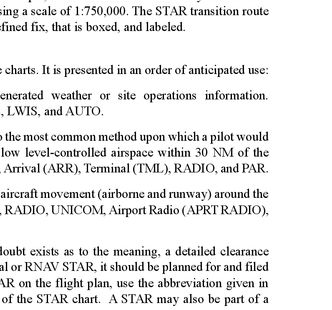 sing a scale of 1:750,000. The STAR transition route
fined fix, that is boxed, and labeled.
charts. It is presented in an order of anticipated use:
enerated weather or site operations information.
, LWIS, and AUTO.
o the most common method upon which a pilot would
low level-controlled airspace within 30 NM of the
, Arrival (ARR), Terminal (TML), RADIO, and PAR.
aircraft movement (airborne and runway) around the
, RADIO, UNICOM, Airport Radio (APRT RADIO),
doubt exists as to the meaning, a detailed clearance
al or RNAV STAR, it should be planned for and filed
AR on the flight plan, use the abbreviation given in
of the STAR chart. A STAR may also be part of a